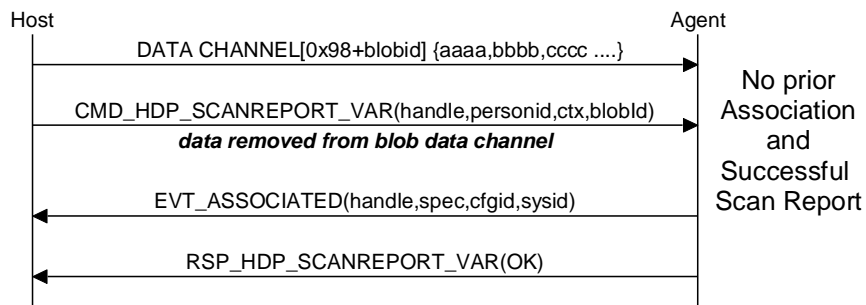 Host
Agent
DATA CHANNEL[0x98+blobid] {aaaa,bbbb,cccc ....}
CMD_HDP_SCANREPORT_VAR(handle,personid,ctx,blobId)
data removed from blob data channel
EVT_ASSOCIATED(handle,spec,cfgid,sysid)
RSP_HDP_SCANREPORT_VAR(OK)
No prior
Association
and
Successful
Scan Report